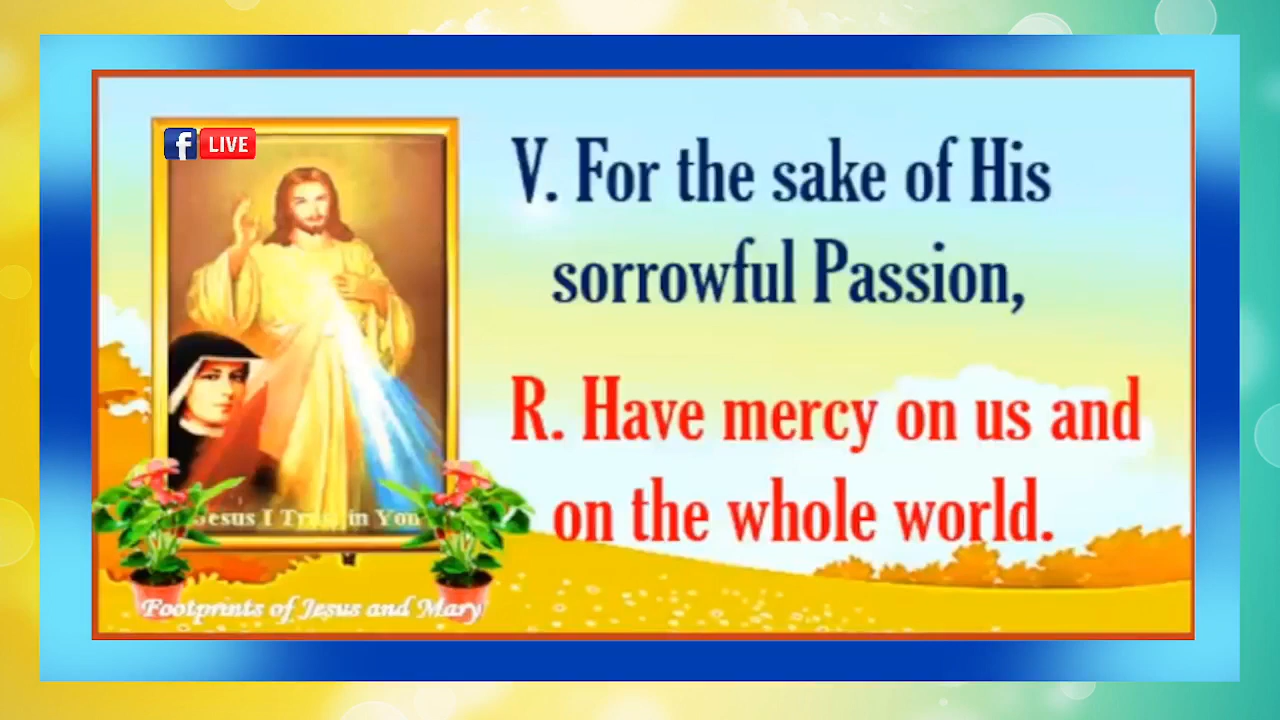 f LIVE
V. For the sake of His
sorrowful Passion,
R. Have mercy on us and
on the whole world.
Jesus I Trust in You
Footprints of Jesus and Mary